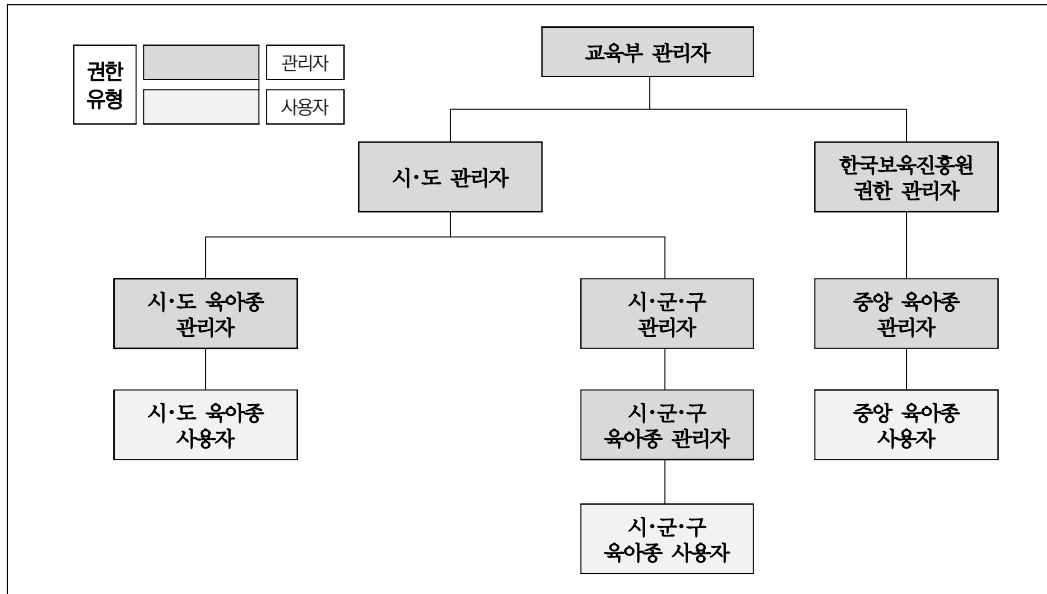 권한
유형
관리자
사용자
교육부 관리자
시·도 관리자
한국보육진흥원
권한 관리자
시·도 육아종
관리자
시·군·구
관리자
중앙 육아종
관리자
시·도 육아종
사용자
시·군·구
육아종 관리자
중앙 육아종
사용자
시·군·구
육아종 사용자